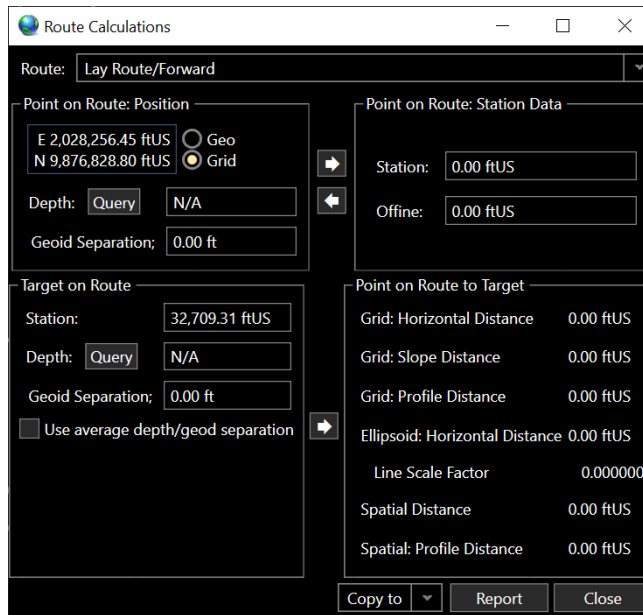 Route Calculations
Route: Lay Route/Forward
Point on Route: Position
E 2,028,256.45 ftUS
N 9,876,828.80 ftUS
Geo
Grid
Depth: Query N/A
Geoid Separation; 0.00 ft
Point on Route: Station Data
Station: 0.00 ftUS
Offine: 0.00 ftUS
Target on Route
Station: 32,709.31 ftUS
Depth: Query N/A
Geoid Separation; 0.00 ft
Use average depth/geod separation
Point on Route to Target
Grid: Horizontal Distance 0.00 ftUS
Grid: Slope Distance 0.00 ftUS
Grid: Profile Distance 0.00 ftUS
Ellipsoid: Horizontal Distance 0.00 ftUS
Line Scale Factor 0.000000
Spatial Distance 0.00 ftUS
Spatial: Profile Distance 0.00 ftUS
Copy to Report Close